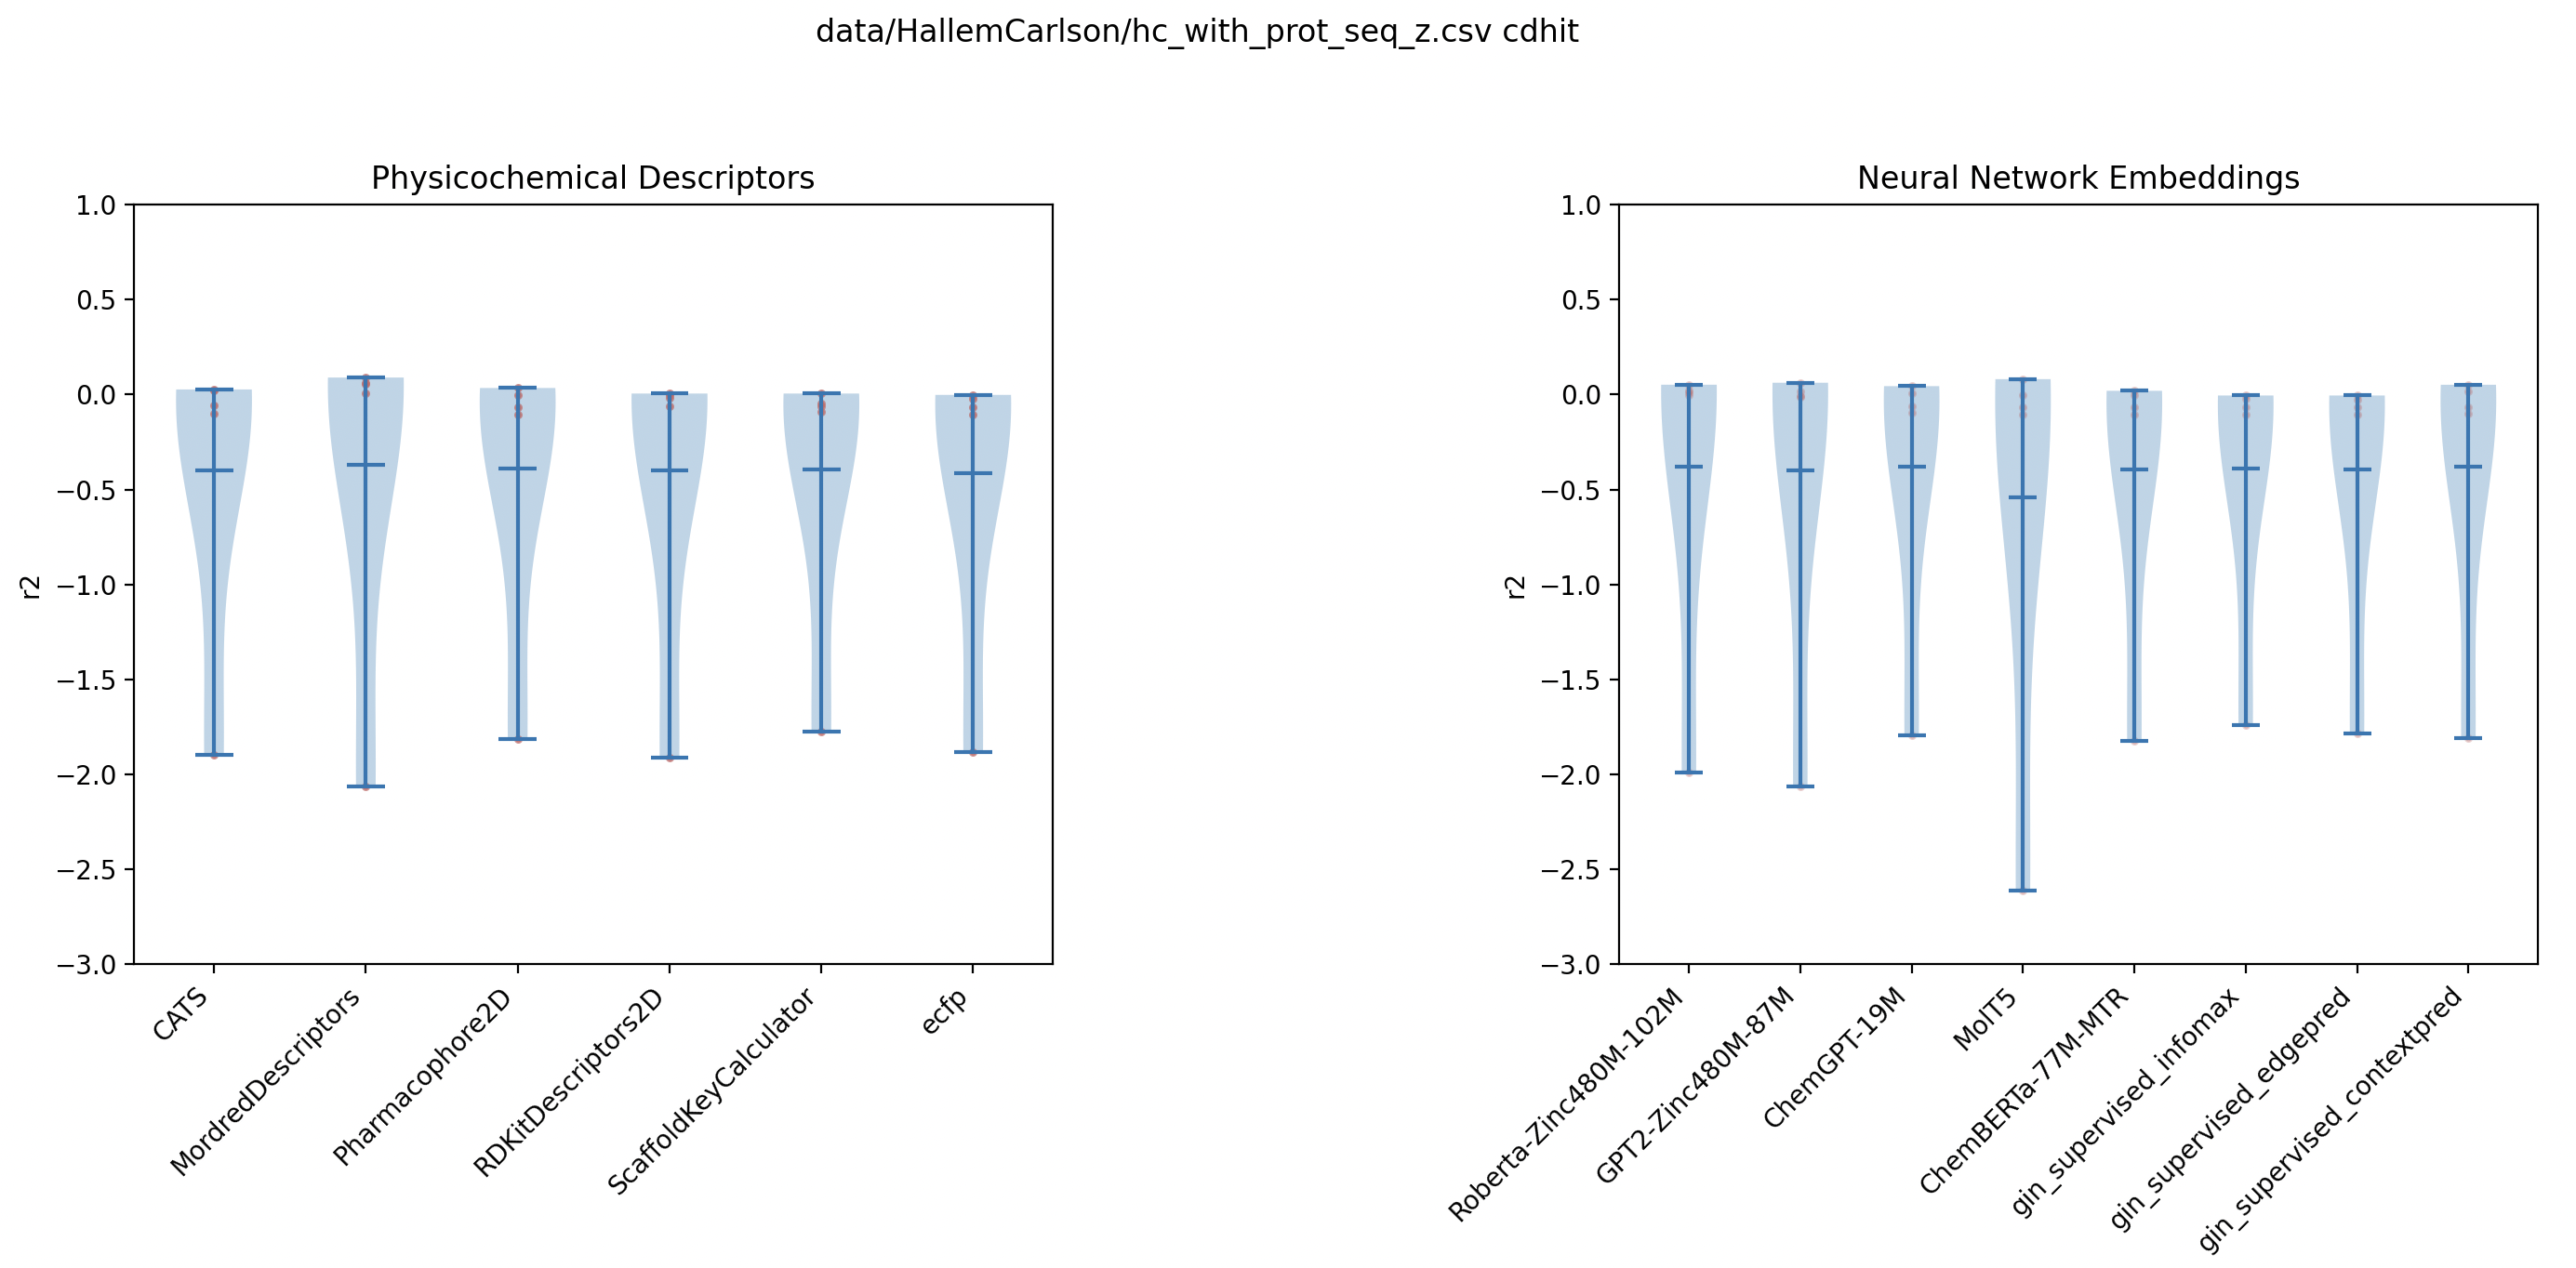 data/HallemCarlson/hc_with_prot_seq_z.csv cdhit
Physicochemical Descriptors
1.0
0.5
0.0
−0.5
−1.0
−1.5
−2.0
−2.5
−3.0
r2
CATS
MordredDescriptors
Pharmacophore2D
RDKitDescriptors2D
ScaffoldKeyCalculator
ecfp
Neural Network Embeddings
1.0
0.5
0.0
−0.5
−1.0
−1.5
−2.0
−2.5
−3.0
r2
Roberta-Zinc480M-102M
GPT2-Zinc480M-87M
ChemGPT-19M
MolT5
ChemBERTa-77M-MTR
gin_supervised_infomax
gin_supervised_edgepred
gin_supervised_contextpred